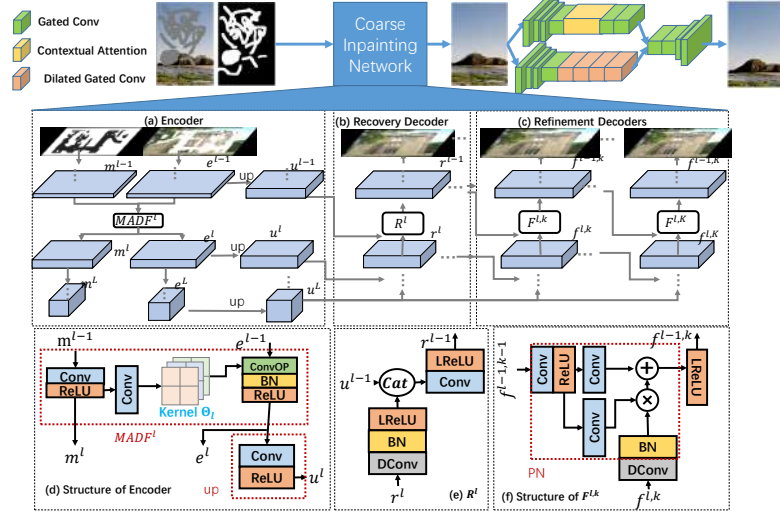 Gated Conv
Contextual Attention
Dilated Gated Conv
Coarse
Inpainting
Network
(a) Encoder
(b) Recovery Decoder
(c) Refinement Decoders
m^{l-1}
e^{l-1}
up
u^{l-1}
r^{l-1}
f^{l-1,k}
f^{l-1,K}
MADF^l
R^l
F^{l,k}
F^{l,K}
m^l
e^l
up
u^l
r^l
f^{l,k}
f^{l,K}
m^L
e^L
up
u^L
m^{l-1}
e^{l-1}
Conv
ReLU
Conv
Kernel Θ_l
ConvOP
BN
ReLU
MADF^l
m^l
e^l
Conv
ReLU
u^l
up
(d) Structure of Encoder
r^{l-1}
LReLU
Conv
u^{l-1}
Cat
LReLU
BN
DConv
r^l
(e) R^l
f^{l-1,k-1}
f^{l-1,k}
Conv
ReLU
Conv
+
LReLU
Conv
×
BN
PN
DConv
f^{l,k}
(f) Structure of F^{l,k}